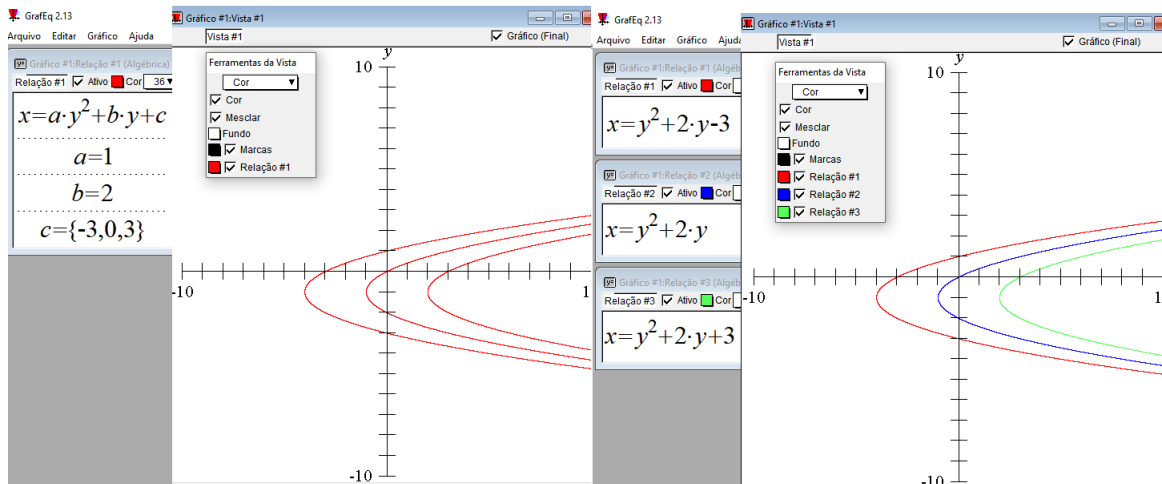 GrafEq 2.13
Arquivo Editar Gráfico Ajuda
Gráfico #1:Relação #1 (Algébrica)
Relação #1 Ativo Cor 36
x=a·y²+b·y+c
a=1
b=2
c={-3,0,3}
Gráfico #1:Vista #1
Vista #1
Gráfico (Final)
Ferramentas da Vista
Cor
Cor
Mesclar
Fundo
Marcas
Relação #1
y
10
-10
1
-10
GrafEq 2.13
Arquivo Editar Gráfico Ajuda
Gráfico #1:Relação #1 (Algéb
Relação #1 Ativo Cor
x=y²+2·y-3
Gráfico #1:Relação #2 (Algéb
Relação #2 Ativo Cor
x=y²+2·y
Gráfico #1:Relação #3 (Algéb
Relação #3 Ativo Cor
x=y²+2·y+3
Gráfico #1:Vista #1
Vista #1
Gráfico (Final)
Ferramentas da Vista
Cor
Cor
Mesclar
Fundo
Marcas
Relação #1
Relação #2
Relação #3
y
10
-10
1
-10